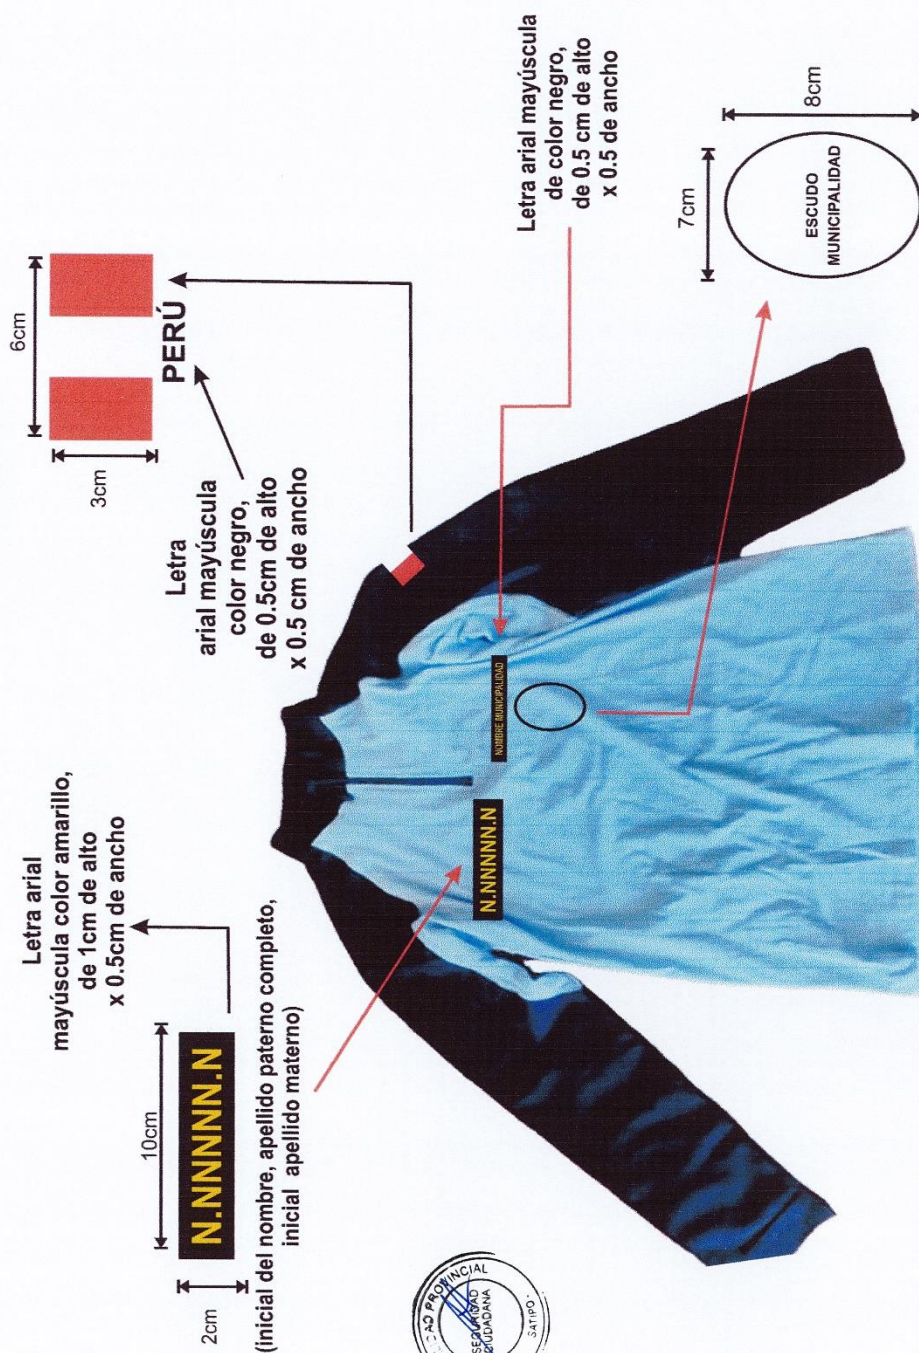 Letra arial
mayúscula color amarillo,
de 1cm de alto
x 0.5cm de ancho
10cm
2cm
N.NNNNN.N
(inicial del nombre, apellido paterno completo,
inicial apellido materno)
6cm
3cm
PERÚ
Letra
arial mayúscula
color negro,
de 0.5cm de alto
x 0.5 cm de ancho
Letra arial mayúscula
de color negro,
de 0.5 cm de alto
x 0.5 de ancho
N.NNNNN.N
NOMBRE MUNICIPALIDAD
7cm
8cm
ESCUDO
MUNICIPALIDAD
PROVINCIAL
SEGURIDAD
CIUDADANA
SATIPO